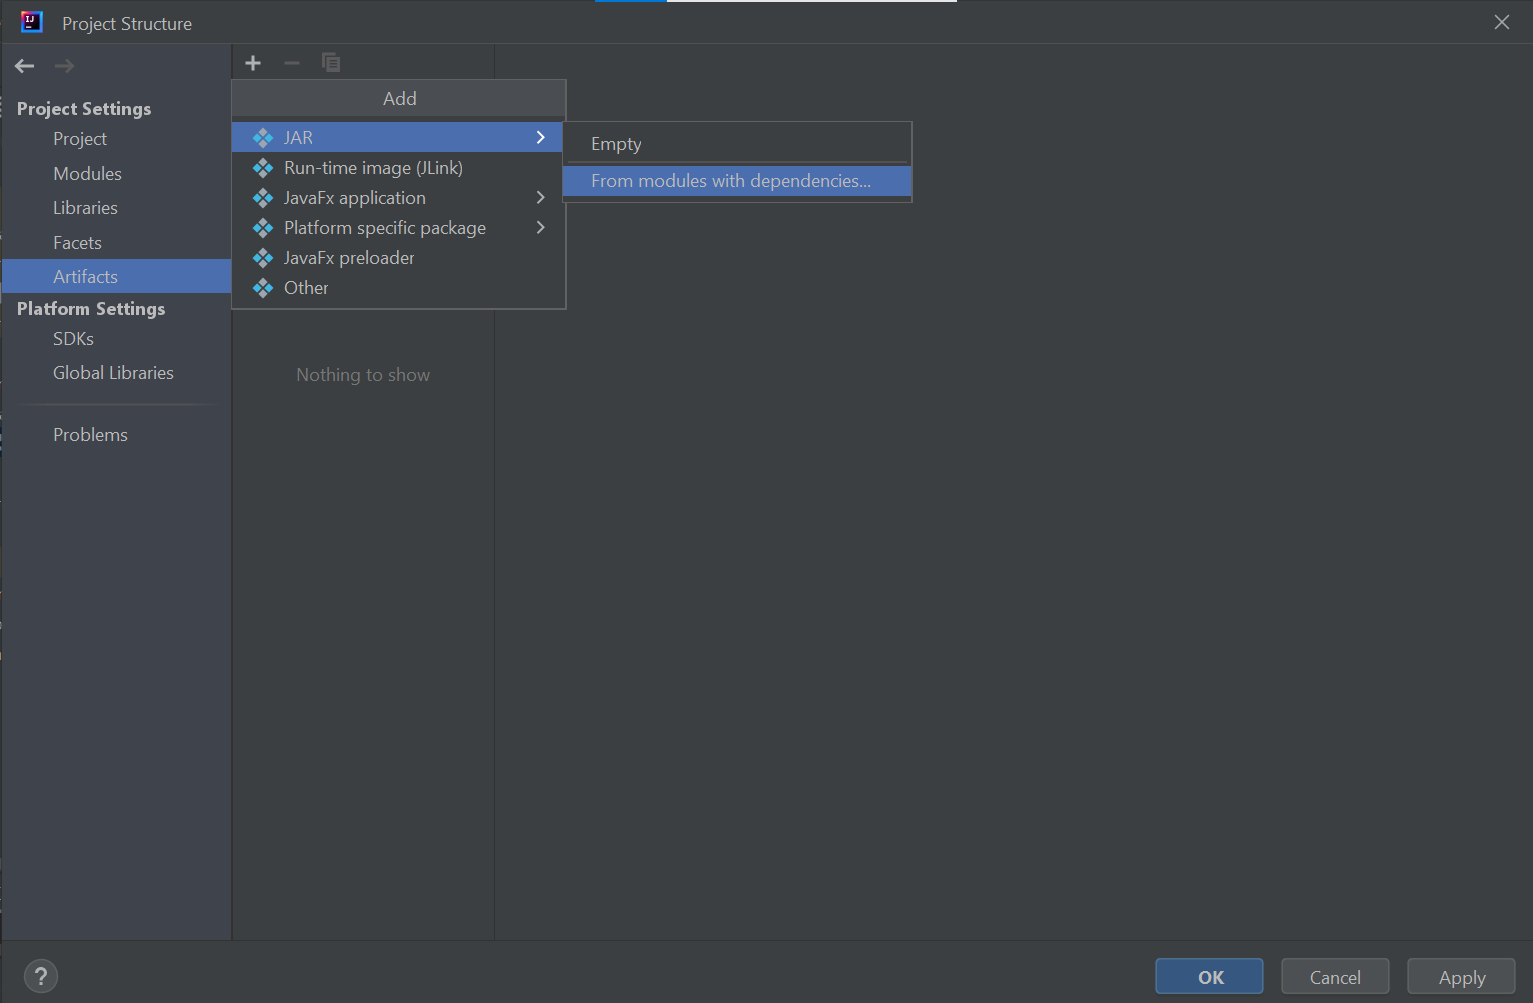 Project Structure
Project Settings
Project
Modules
Libraries
Facets
Artifacts
Platform Settings
SDKs
Global Libraries
Problems
Add
JAR
Run-time image (JLink)
JavaFx application
Platform specific package
JavaFx preloader
Other
Empty
From modules with dependencies...
Nothing to show
?
OK
Cancel
Apply